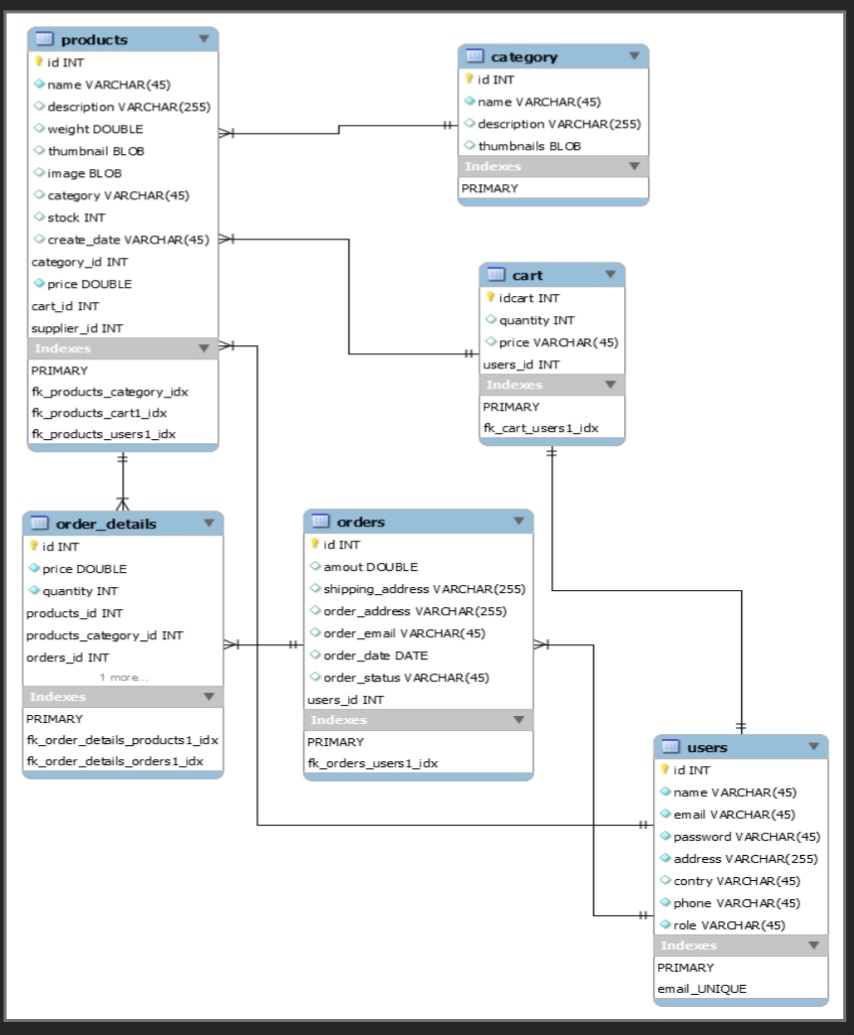 products
id INT
name VARCHAR(45)
description VARCHAR(255)
weight DOUBLE
thumbnail BLOB
image BLOB
category VARCHAR(45)
stock INT
create_date VARCHAR(45)
category_id INT
price DOUBLE
cart_id INT
supplier_id INT
Indexes
PRIMARY
fk_products_category_idx
fk_products_cart1_idx
fk_products_users1_idx
category
id INT
name VARCHAR(45)
description VARCHAR(255)
thumbnails BLOB
Indexes
PRIMARY
cart
idcart INT
quantity INT
price VARCHAR(45)
users_id INT
Indexes
PRIMARY
fk_cart_users1_idx
order_details
id INT
price DOUBLE
quantity INT
products_id INT
products_category_id INT
orders_id INT
1 more...
Indexes
PRIMARY
fk_order_details_products1_idx
fk_order_details_orders1_idx
orders
id INT
amout DOUBLE
shipping_address VARCHAR(255)
order_address VARCHAR(255)
order_email VARCHAR(45)
order_date DATE
order_status VARCHAR(45)
users_id INT
Indexes
PRIMARY
fk_orders_users1_idx
users
id INT
name VARCHAR(45)
email VARCHAR(45)
password VARCHAR(45)
address VARCHAR(255)
contry VARCHAR(45)
phone VARCHAR(45)
role VARCHAR(45)
Indexes
PRIMARY
email_UNIQUE